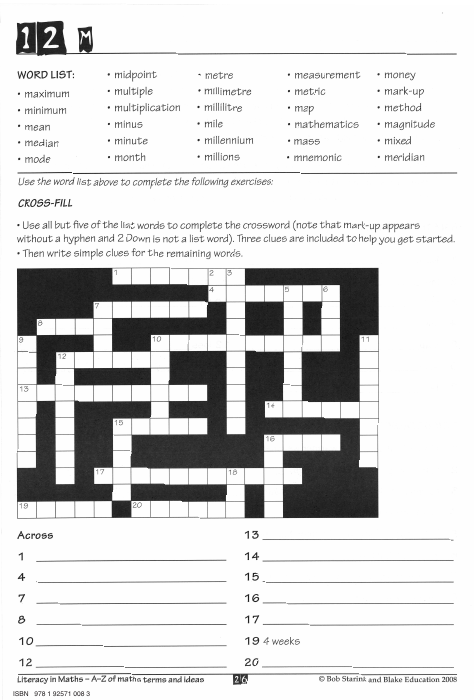 12 M
WORD LIST:
• maximum
• minimum
• mean
• median
• mode
• midpoint
• multiple
• multiplication
• minus
• minute
• month
• metre
• millimetre
• millilitre
• mile
• millennium
• millions
• measurement
• metric
• map
• mathematics
• mass
• mnemonic
• money
• mark-up
• method
• magnitude
• mixed
• meridian
Use the word list above to complete the following exercises:
CROSS-FILL
• Use all but five of the list words to complete the crossword (note that mark-up appears
without a hyphen and 2 Down is not a list word). Three clues are included to help you get started.
• Then write simple clues for the remaining words.
1 2 3
4 5 6
7
8
9 10 11
12
13
14
15
16
17 18
19 20
Across
1
4
7
8
10
12
13
14
15
16
17
19 4 weeks
20
Literacy in Maths – A–Z of maths terms and ideas
26
© Bob Starink and Blake Education 2008
ISBN 978 1 92571 008 3